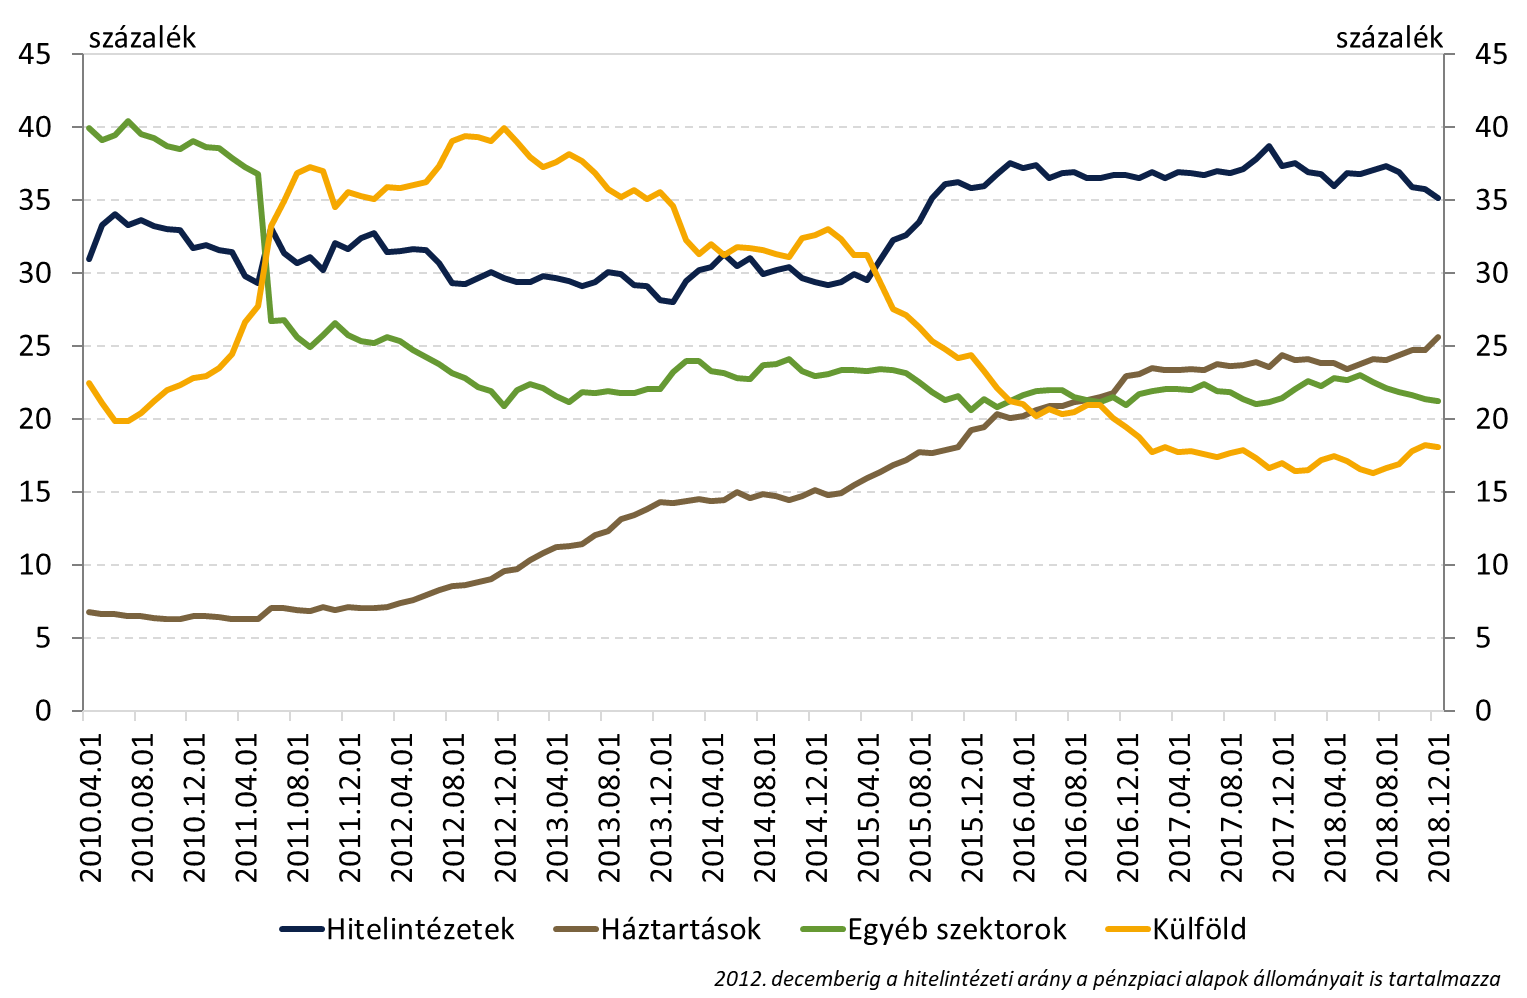 százalék százalék
45 45
40 40
35 35
30 30
25 25
20 20
15 15
10 10
5 5
0 0
2010.04.01 2010.08.01 2010.12.01 2011.04.01 2011.08.01 2011.12.01 2012.04.01 2012.08.01 2012.12.01 2013.04.01 2013.08.01 2013.12.01 2014.04.01 2014.08.01 2014.12.01 2015.04.01 2015.08.01 2015.12.01 2016.04.01 2016.08.01 2016.12.01 2017.04.01 2017.08.01 2017.12.01 2018.04.01 2018.08.01 2018.12.01
Hitelintézetek Háztartások Egyéb szektorok Külföld
2012. decemberig a hitelintézeti arány a pénzpiaci alapok állományait is tartalmazza